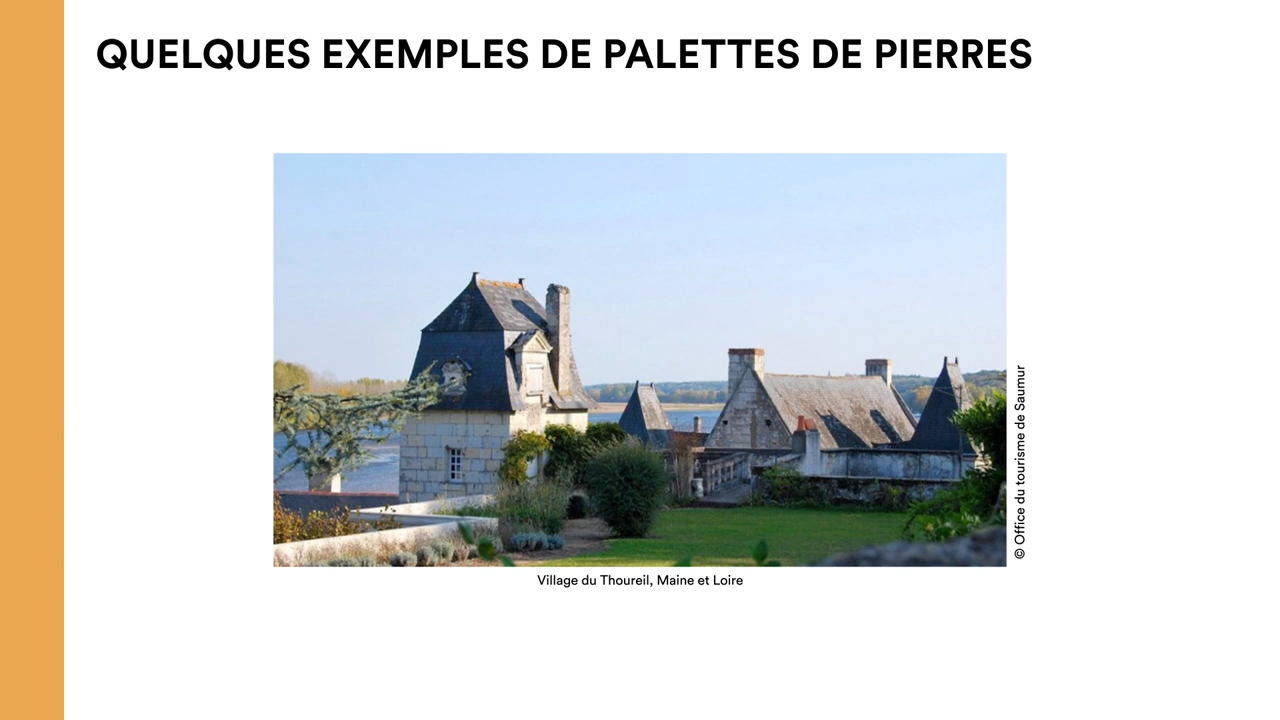 QUELQUES EXEMPLES DE PALETTES DE PIERRES
© Office du tourisme de Saumur
Village du Thoureil, Maine et Loire